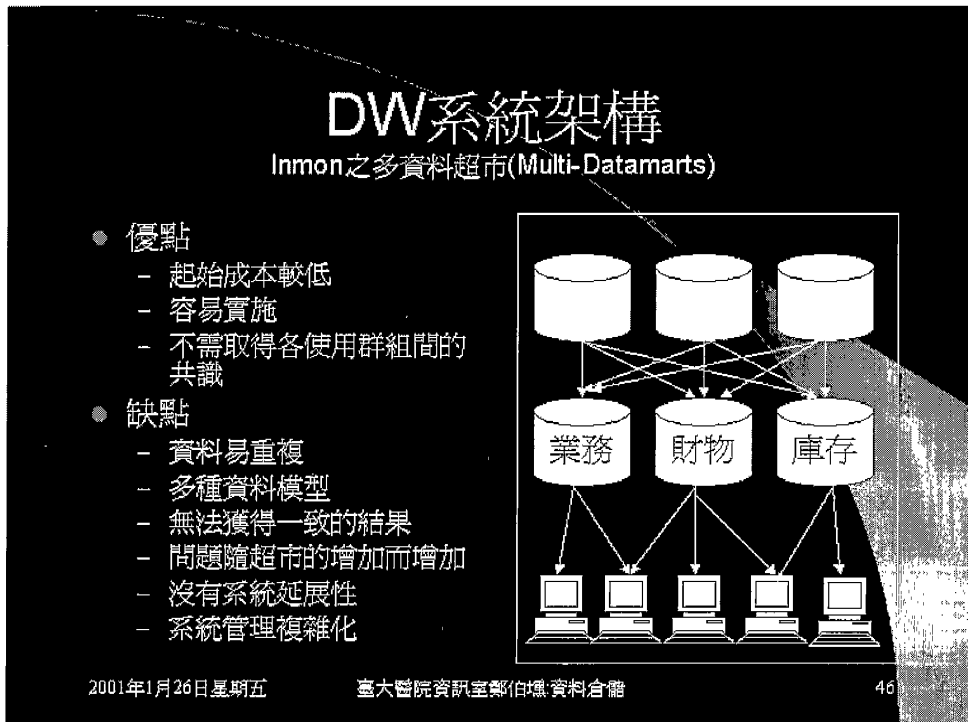 DW系統架構
Inmon之多資料超市(Multi-Datamarts)
優點
– 起始成本較低
– 容易實施
– 不需取得各使用群組間的
共識
缺點
– 資料易重複
– 多種資料模型
– 無法獲得一致的結果
– 問題隨超市的增加而增加
– 沒有系統延展性
– 系統管理複雜化
業務
財物
庫存
2001年1月26日星期五
臺大醫院資訊室鄭伯壎:資料倉儲
46